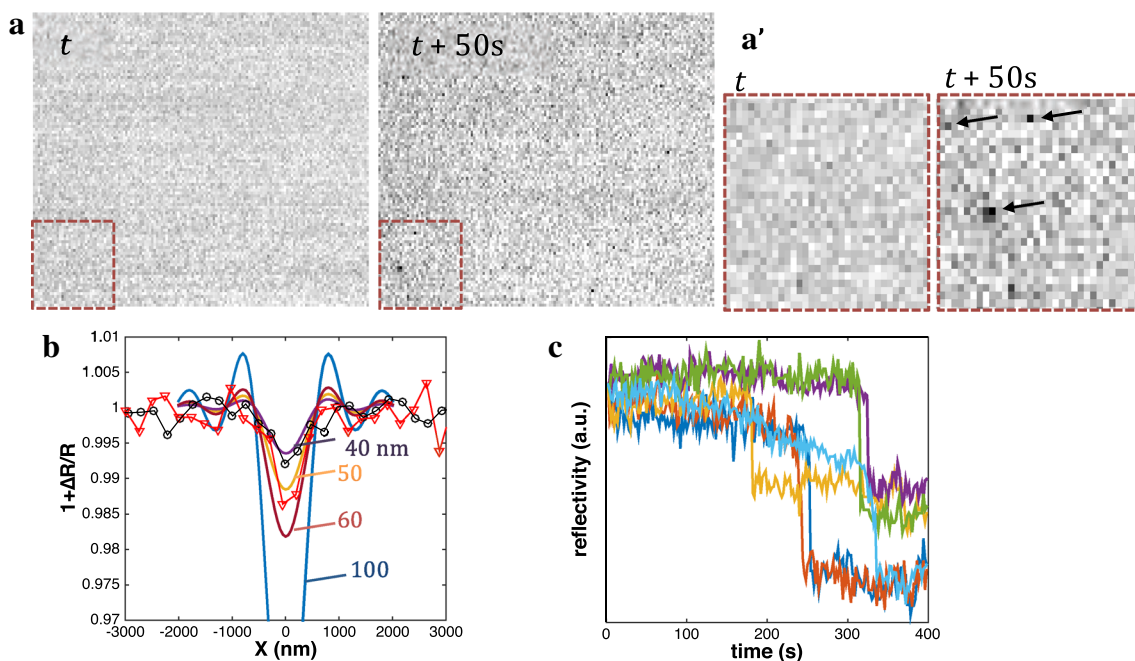 a
t
t + 50s
a′
t
t + 50s
b
1.01
1.005
1
0.995
0.99
0.985
0.98
0.975
0.97
1+ΔR/R
40 nm
50
60
100
-3000 -2000 -1000 0 1000 2000 3000
X (nm)
c
reflectivity (a.u.)
0 100 200 300 400
time (s)